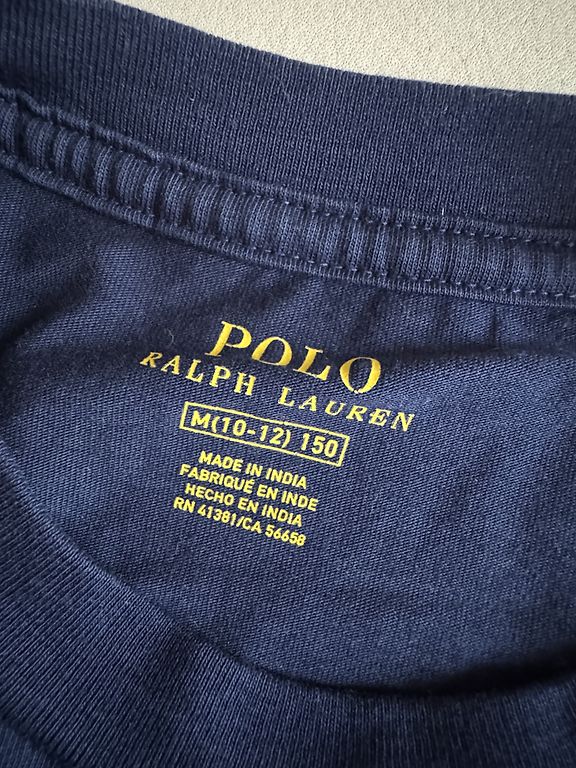 POLO
RALPH LAUREN
M(10-12) 150
MADE IN INDIA
FABRIQUÉ EN INDE
HECHO EN INDIA
RN 41381/CA 56658